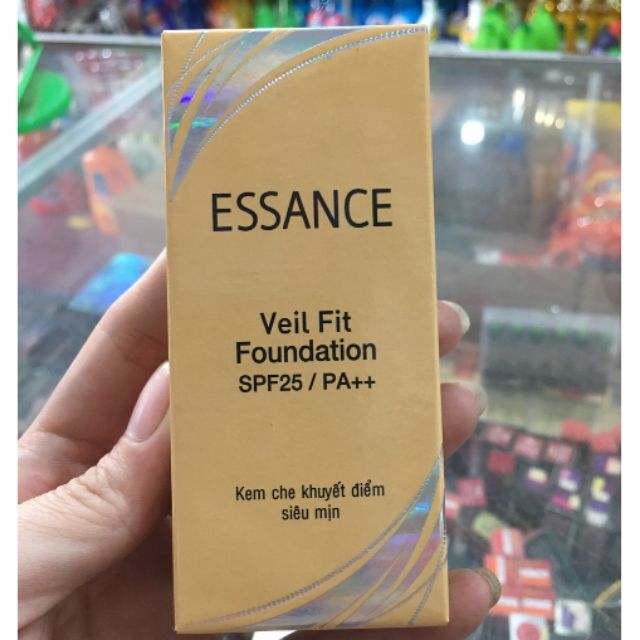 ESSANCE
Veil Fit
Foundation
SPF25 / PA++
Kem che khuyết điểm
siêu mịn